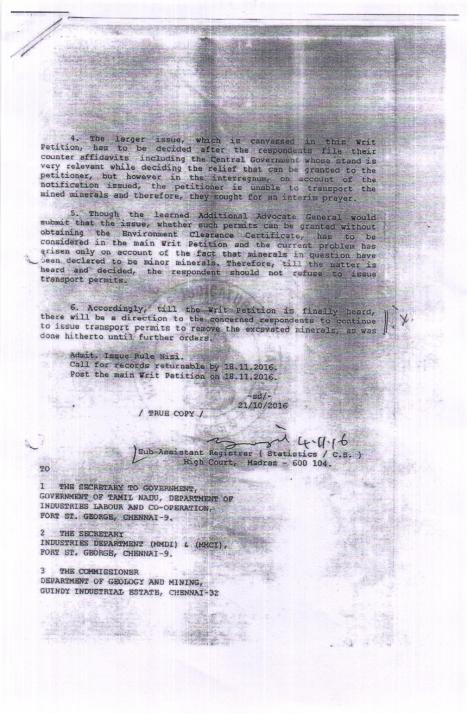 4. The larger issue, which is canvassed in this Writ
Petition, has to be decided after the respondents file their
counter affidavits including the Central Government whose stand is
very relevant while deciding the relief that can be granted to the
petitioner, but however in the interregnum, on account of the
notification issued, the petitioner is unable to transport the
mined minerals and therefore, they sought for an interim prayer.
5. Though the learned Additional Advocate General would
submit that the issue, whether such permits can be granted without
obtaining the Environment Clearance Certificate, has to be
considered in the main Writ Petition and the current problem has
arisen only on account of the fact that minerals in question have
been declared to be minor minerals. Therefore, till the matter is
heard and decided, the respondent should not refuse to issue
transport permits.
6. Accordingly, till the Writ Petition is finally heard,
there will be a direction to the concerned respondents to continue
to issue transport permits to remove the excavated minerals, as was
done hitherto until further orders.
Admit. Issue Rule Nisi.
Call for records returnable by 18.11.2016.
Post the main Writ Petition on 18.11.2016.
-sd/-
21/10/2016
/ TRUE COPY /
4-11-16
Sub-Assistant Registrar ( Statistics / C.S. )
High Court, Madras - 600 104.
TO
1 THE SECRETARY TO GOVERNMENT,
GOVERNMENT OF TAMIL NADU, DEPARTMENT OF
INDUSTRIES LABOUR AND CO-OPERATION,
FORT ST. GEORGE, CHENNAI-9.
2 THE SECRETARY
INDUSTRIES DEPARTMENT (MMDI) & (MMCI),
FORT ST. GEORGE, CHENNAI-9.
3 THE COMMISSIONER
DEPARTMENT OF GEOLOGY AND MINING,
GUINDY INDUSTRIAL ESTATE, CHENNAI-32